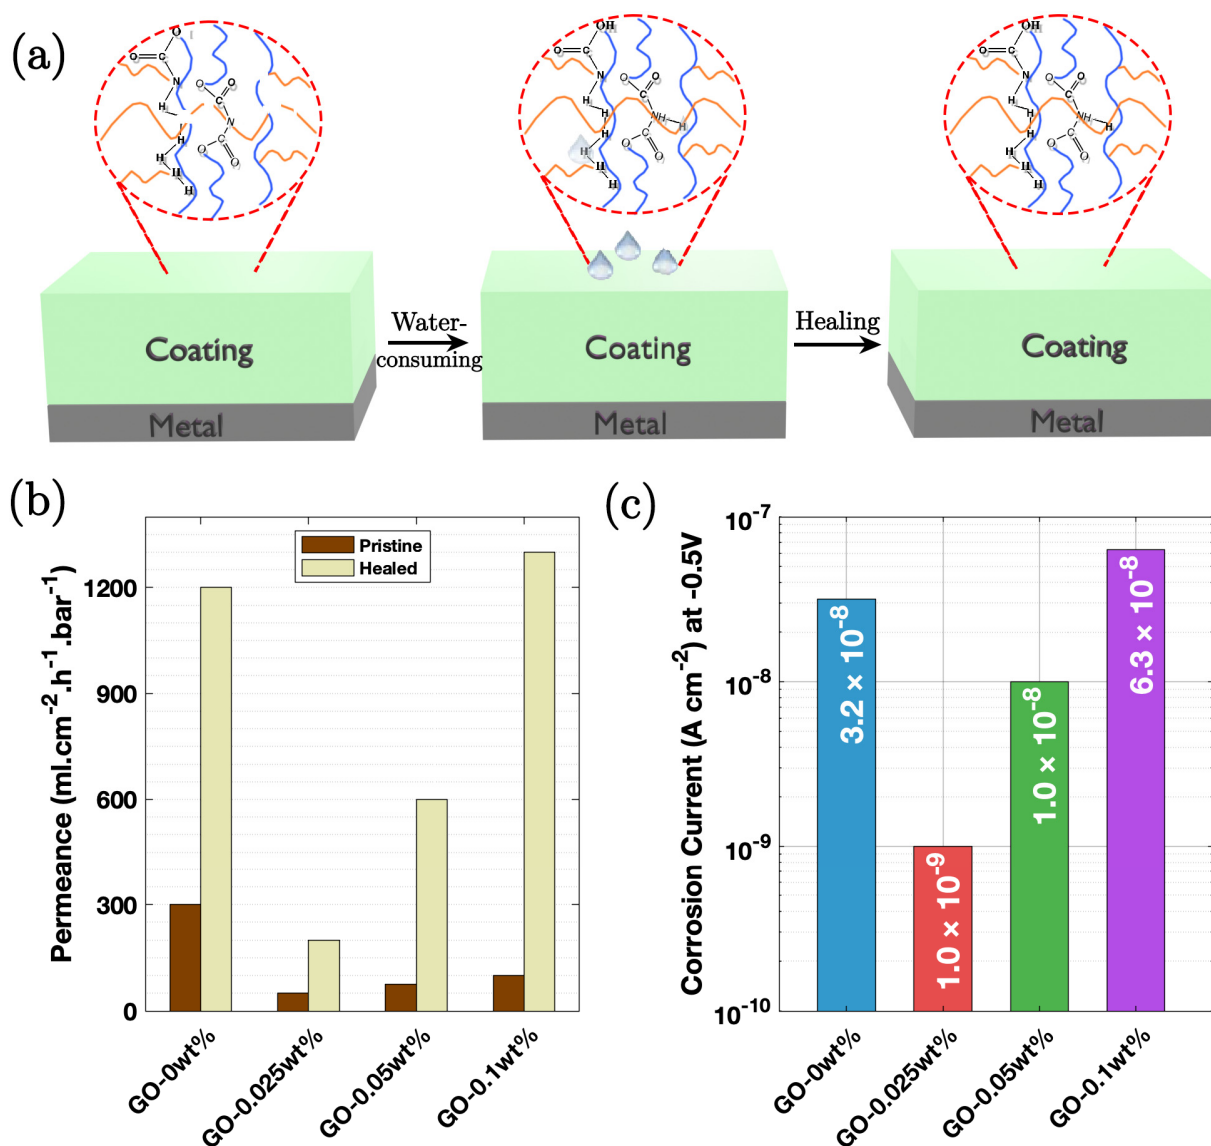 (a)
O
O
C
N
H
H
H
H
H
O
O
C
N
C
O
O
OH
O
C
N
H
H
H
H
H
H
O
O
C
NH
H
C
O
O
OH
O
C
N
H
H
H
H
H
H
O
O
C
NH
H
C
O
O
Coating
Metal
Water-
consuming
Coating
Metal
Healing
Coating
Metal
(b)
Permeance (ml.cm⁻².h⁻¹.bar⁻¹)
1200
900
600
300
0
Pristine
Healed
GO-0wt%
GO-0.025wt%
GO-0.05wt%
GO-0.1wt%
(c)
Corrosion Current (A cm⁻²) at -0.5V
10⁻⁷
10⁻⁸
10⁻⁹
10⁻¹⁰
3.2 × 10⁻⁸
1.0 × 10⁻⁹
1.0 × 10⁻⁸
6.3 × 10⁻⁸
GO-0wt%
GO-0.025wt%
GO-0.05wt%
GO-0.1wt%